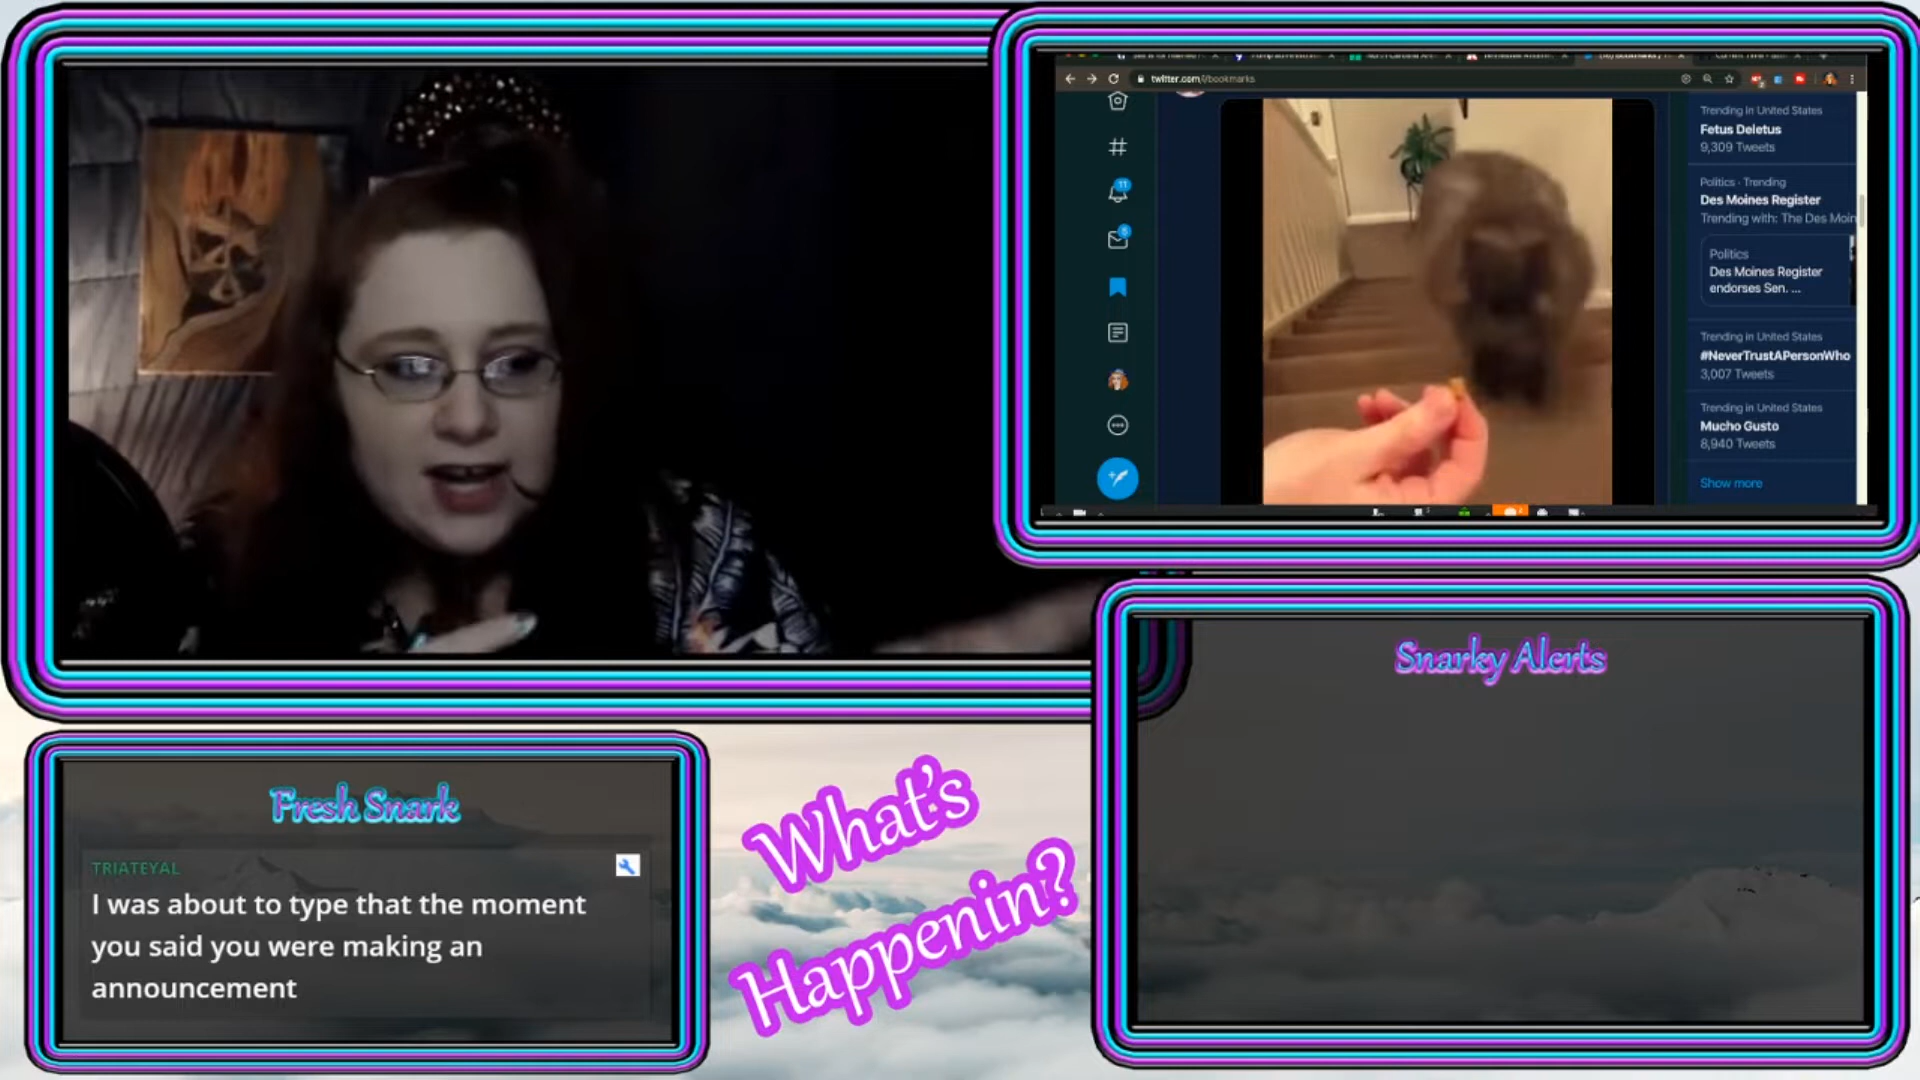 twitter.com/i/bookmarks
Trending in United States
Fetus Deletus
9,309 Tweets
11
Politics · Trending
Des Moines Register
Trending with: The Des Moin
Politics
Des Moines Register
endorses Sen. ...
Trending in United States
#NeverTrustAPersonWho
3,007 Tweets
Trending in United States
Mucho Gusto
8,940 Tweets
Show more
Snarky Alerts
Fresh Snark
TRIATEYAL
I was about to type that the moment
you said you were making an
announcement
What's
Happenin?